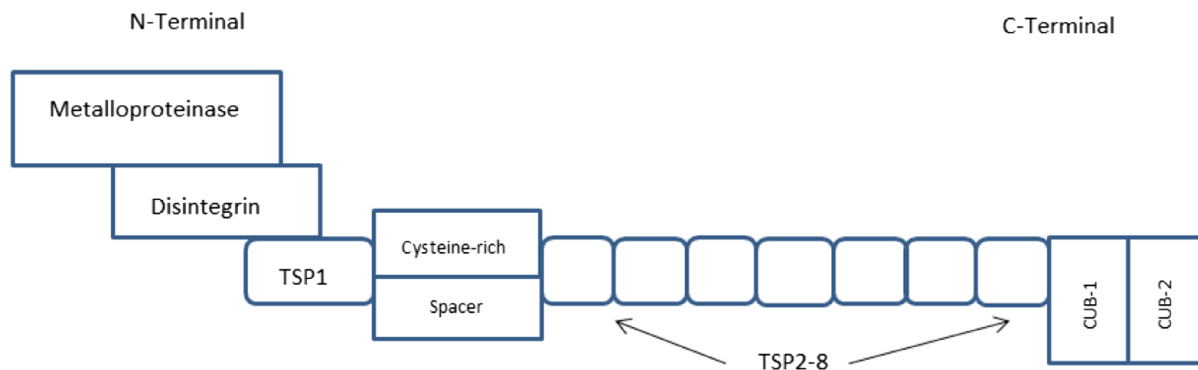 N-Terminal
C-Terminal
Metalloproteinase
Disintegrin
TSP1
Cysteine-rich
Spacer
CUB-1
CUB-2
TSP2-8